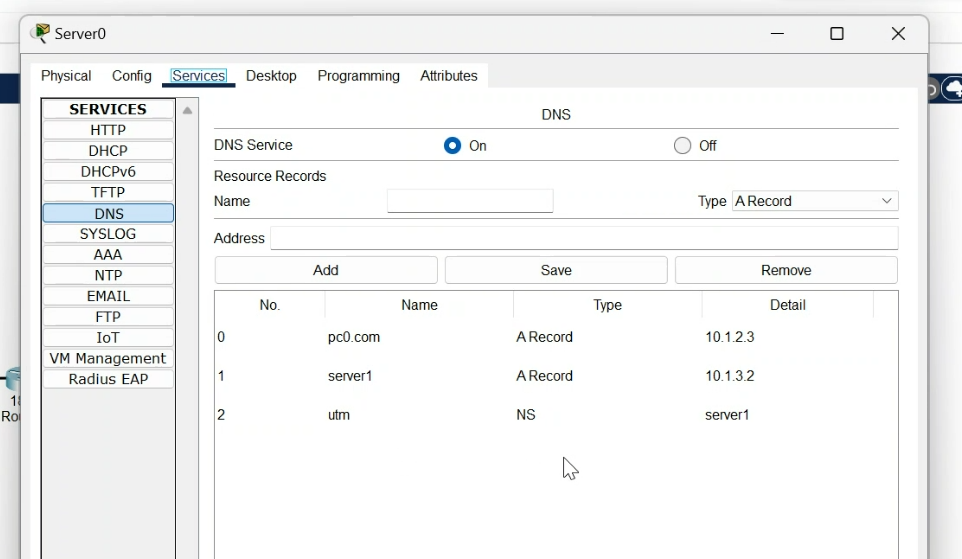 Server0
Physical Config Services Desktop Programming Attributes
SERVICES
HTTP
DHCP
DHCPv6
TFTP
DNS
SYSLOG
AAA
NTP
EMAIL
FTP
IoT
VM Management
Radius EAP
DNS
DNS Service On Off
Resource Records
Name Type A Record
Address
Add Save Remove
No. Name Type Detail
0 pc0.com A Record 10.1.2.3
1 server1 A Record 10.1.3.2
2 utm NS server1